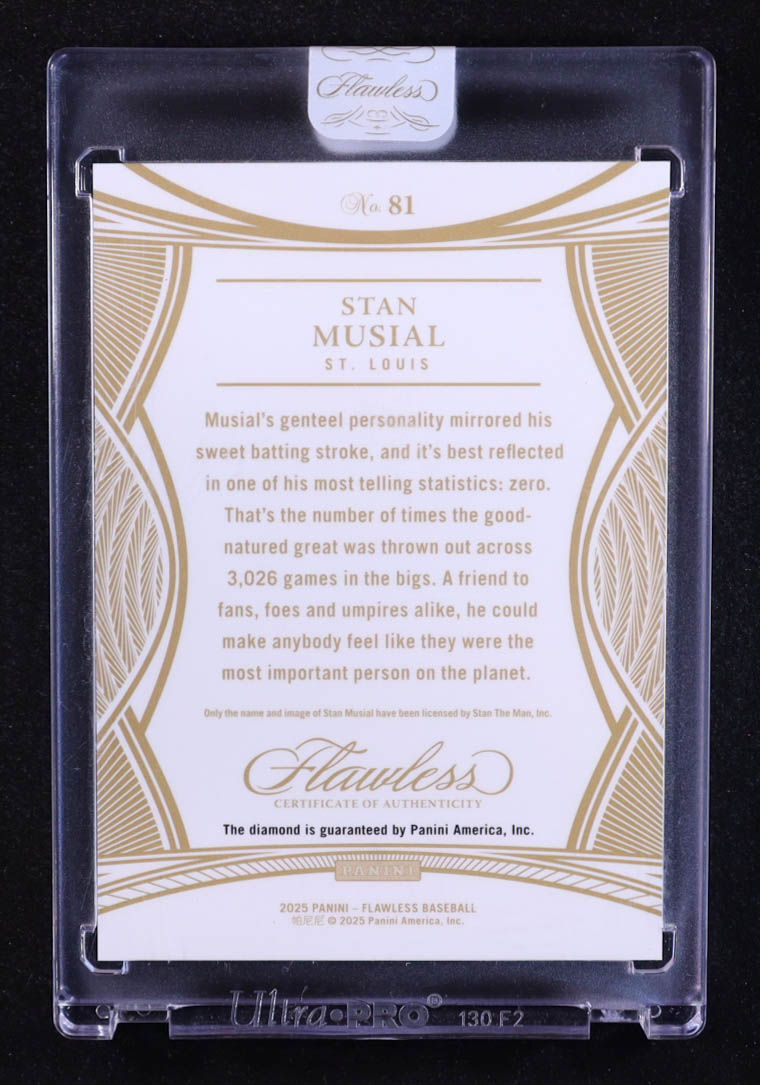 Flawless
No. 81
STAN
MUSIAL
ST. LOUIS
Musial's genteel personality mirrored his
sweet batting stroke, and it's best reflected
in one of his most telling statistics: zero.
That's the number of times the good-
natured great was thrown out across
3,026 games in the bigs. A friend to
fans, foes and umpires alike, he could
make anybody feel like they were the
most important person on the planet.
Only the name and image of Stan Musial have been licensed by Stan The Man, Inc.
Flawless
CERTIFICATE OF AUTHENTICITY
The diamond is guaranteed by Panini America, Inc.
PANINI
2025 PANINI – FLAWLESS BASEBALL
帕尼尼 © 2025 Panini America, Inc.
Ultra•PRO® 130 F2